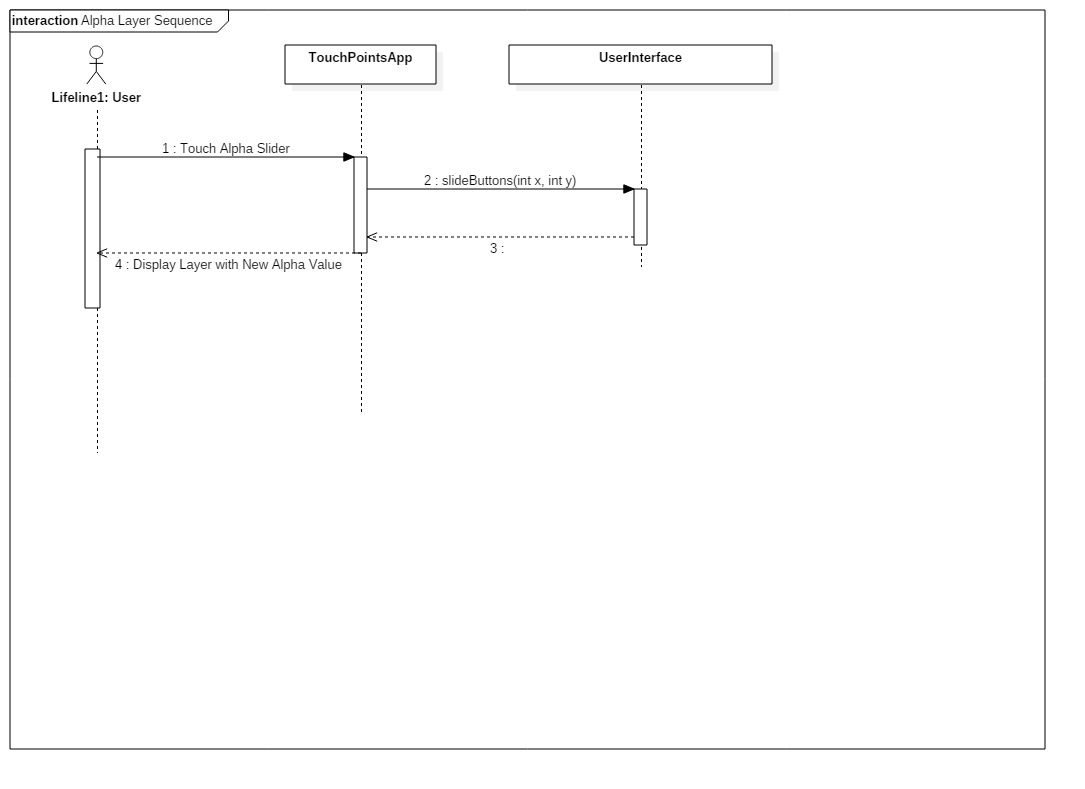 interaction Alpha Layer Sequence
TouchPointsApp
UserInterface
Lifeline1: User
1 : Touch Alpha Slider
2 : slideButtons(int x, int y)
3 :
4 : Display Layer with New Alpha Value